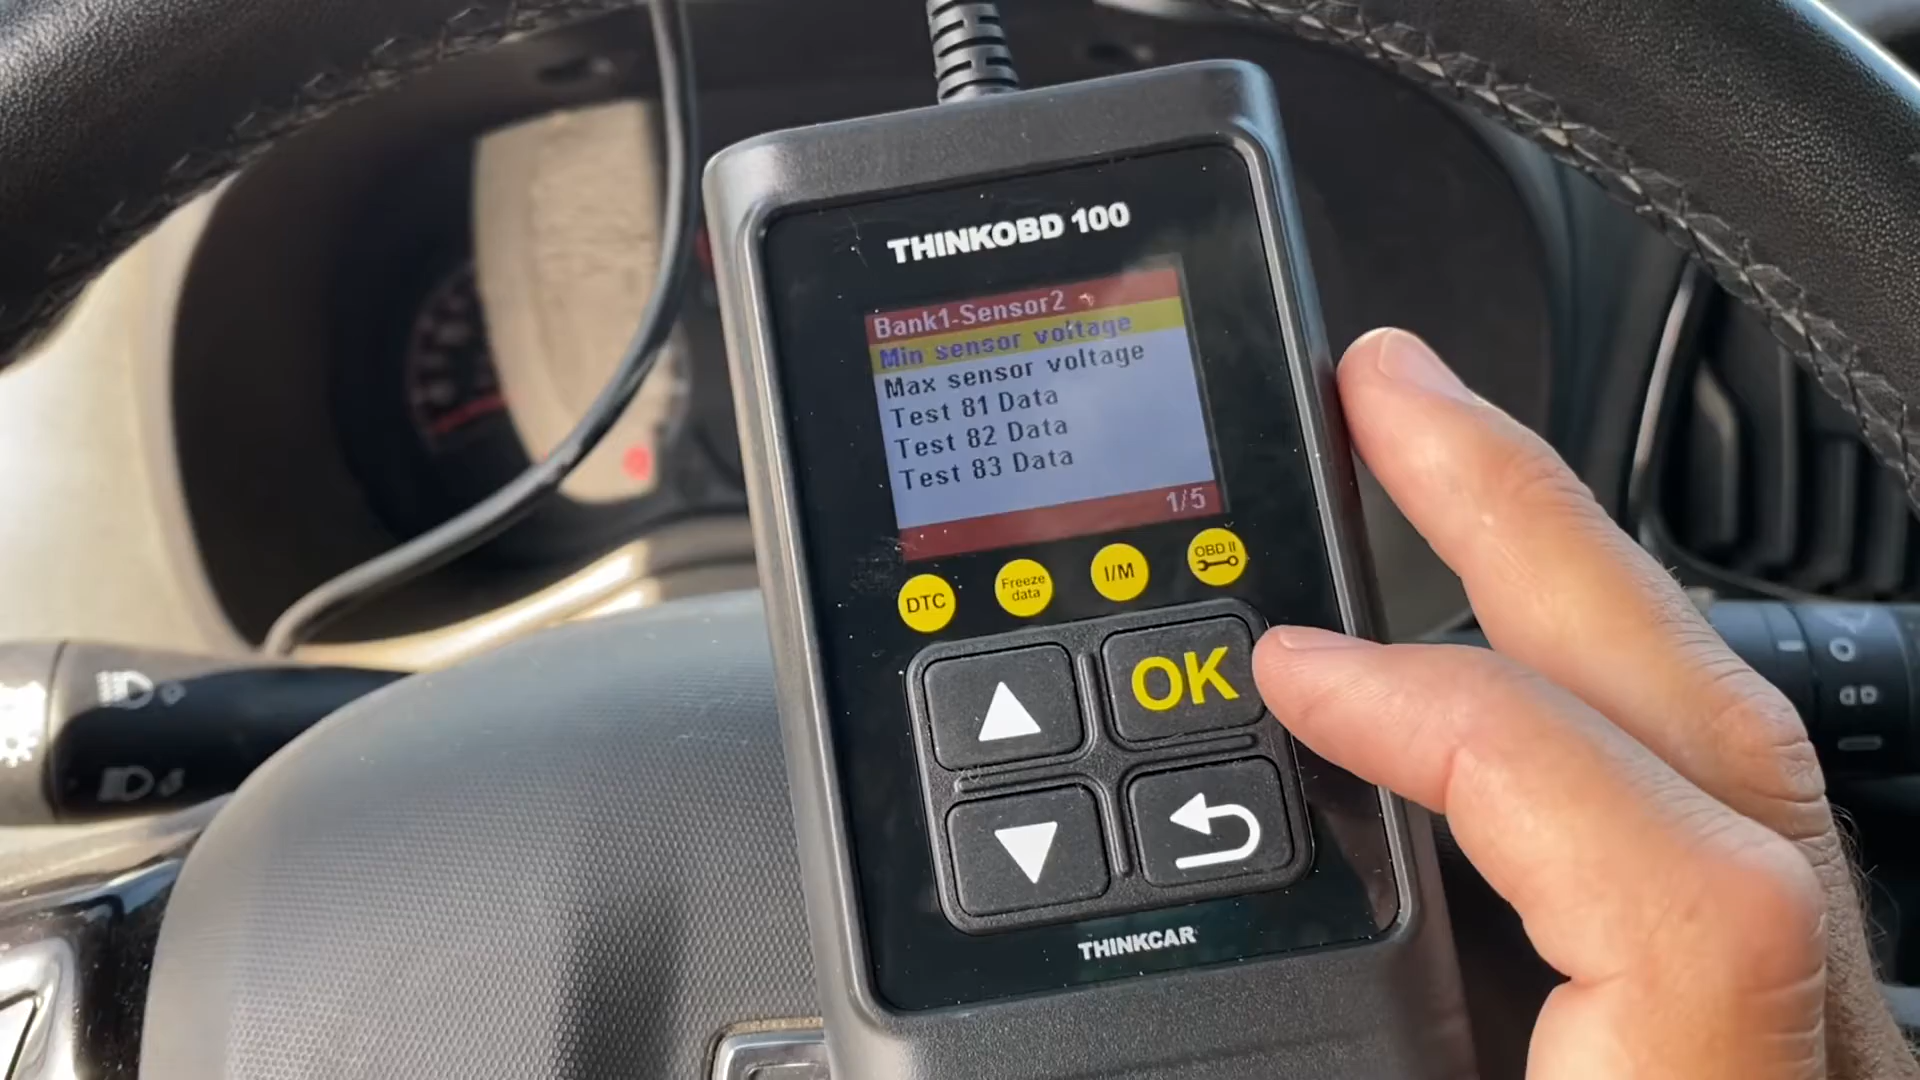 THINKOBD 100
Bank1-Sensor2
Min sensor voltage
Max sensor voltage
Test 81 Data
Test 82 Data
Test 83 Data
1/5
DTC
Freeze
data
I/M
OBD II
OK
THINKCAR